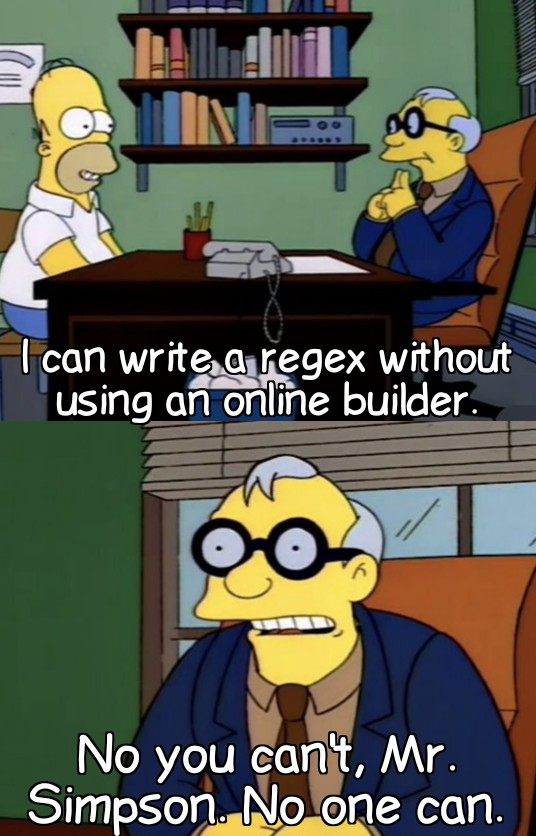 I can write a regex without
using an online builder.
No you can't, Mr.
Simpson. No one can.